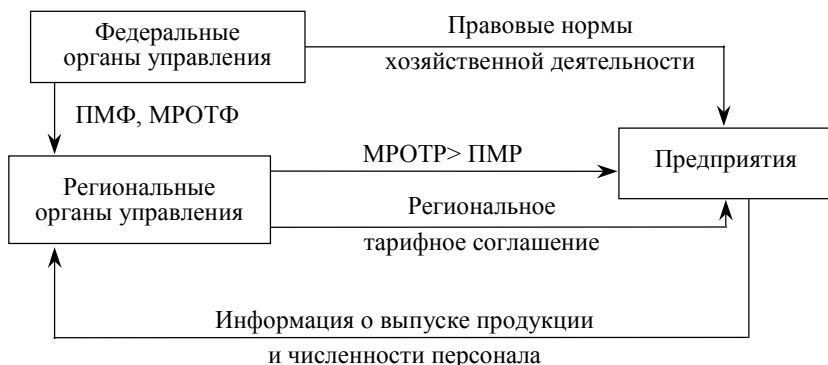 Федеральные
органы управления
Правовые нормы
хозяйственной деятельности
ПМФ, МРОТФ
Региональные
органы управления
МРОТР> ПМР
Предприятия
Региональное
тарифное соглашение
Информация о выпуске продукции
и численности персонала